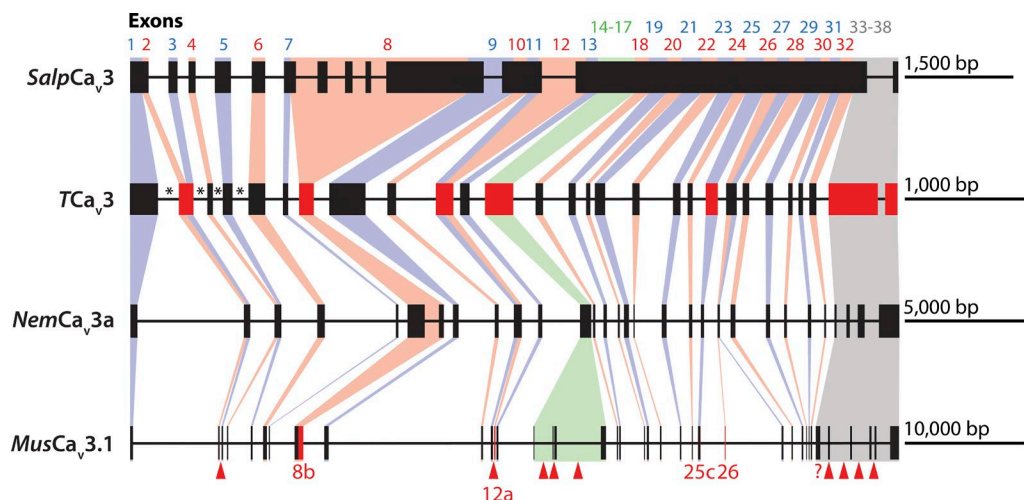 Exons
14-17 19 21 23 25 27 29 31 33-38
1 2 3 4 5 6 7 8 9 10 11 12 13 18 20 22 24 26 28 30 32
SalpCav3 1,500 bp
TCav3 * * * * 1,000 bp
NemCav3a 5,000 bp
MusCav3.1 10,000 bp
8b 25c 26 ?
12a